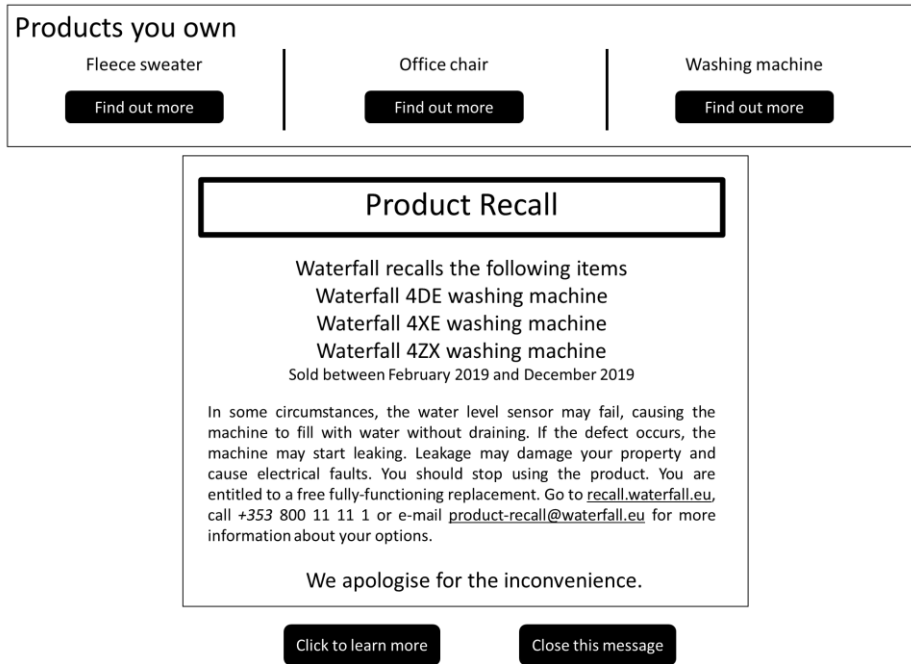 Products you own
Fleece sweater
Office chair
Washing machine
Find out more
Find out more
Find out more
Product Recall
Waterfall recalls the following items
Waterfall 4DE washing machine
Waterfall 4XE washing machine
Waterfall 4ZX washing machine
Sold between February 2019 and December 2019
In some circumstances, the water level sensor may fail, causing the
machine to fill with water without draining. If the defect occurs, the
machine may start leaking. Leakage may damage your property and
cause electrical faults. You should stop using the product. You are
entitled to a free fully-functioning replacement. Go to recall.waterfall.eu,
call +353 800 11 11 1 or e-mail product-recall@waterfall.eu for more
information about your options.
We apologise for the inconvenience.
Click to learn more
Close this message